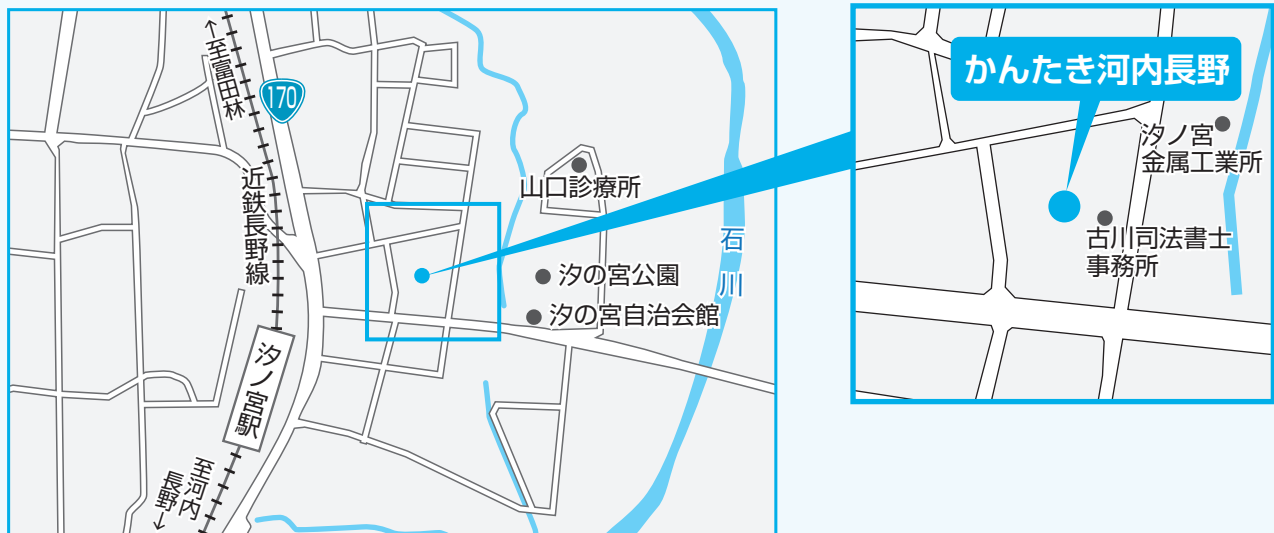 ←至富田林
170
近鉄長野線
汐ノ宮駅
至河内
長野→
山口診療所
汐の宮公園
汐の宮自治会館
石川
かんたき河内長野
汐ノ宮
金属工業所
古川司法書士
事務所